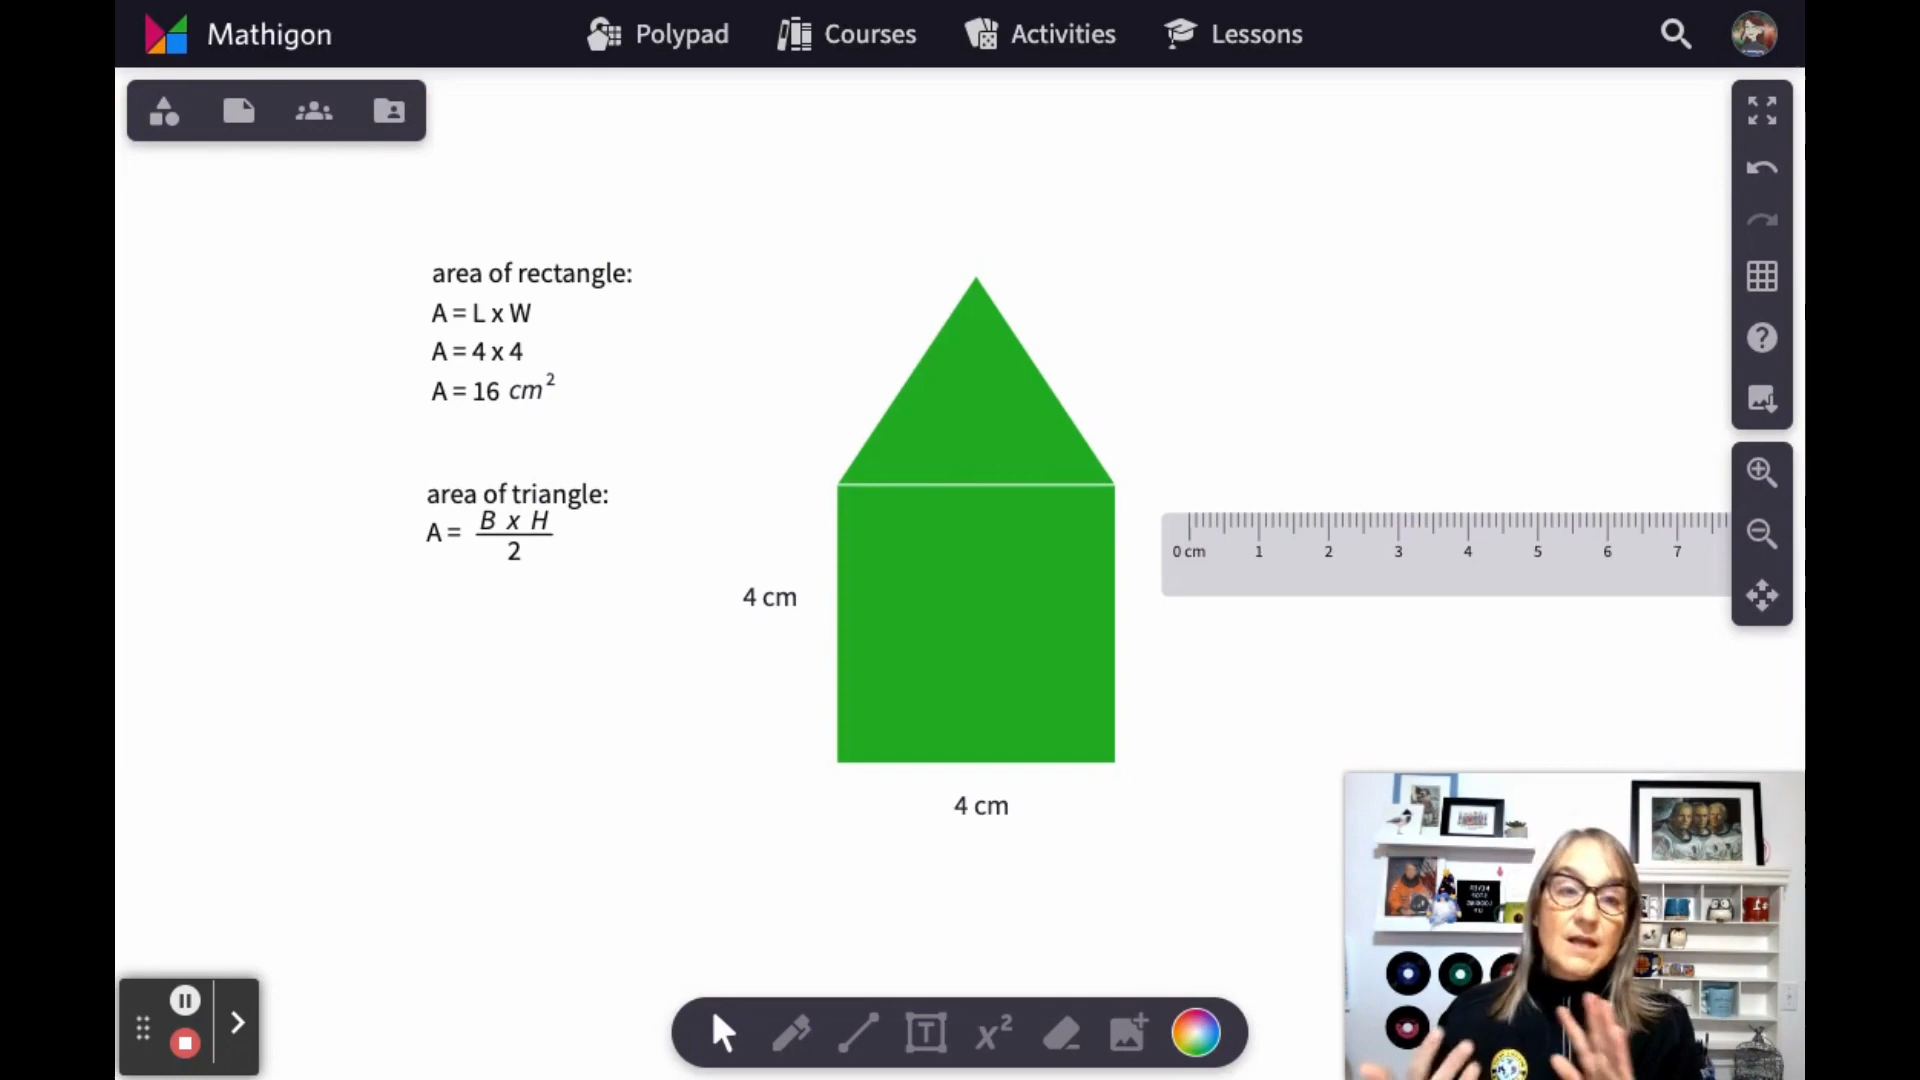 Mathigon
Polypad
Courses
Activities
Lessons
area of rectangle:
A = L x W
A = 4 x 4
A = 16 cm²
area of triangle:
A = B x H / 2
4 cm
4 cm
0 cm 1 2 3 4 5 6 7
T
x²